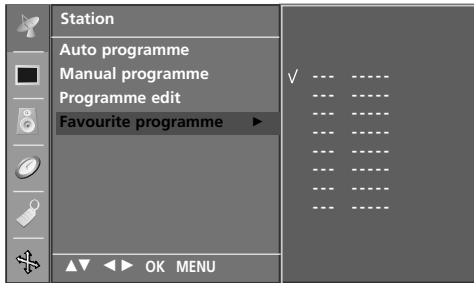 Station
Auto programme
Manual programme
Programme edit
Favourite programme ►
√ --- -----
--- -----
--- -----
--- -----
--- -----
--- -----
--- -----
--- -----
▲▼ ◄► OK MENU